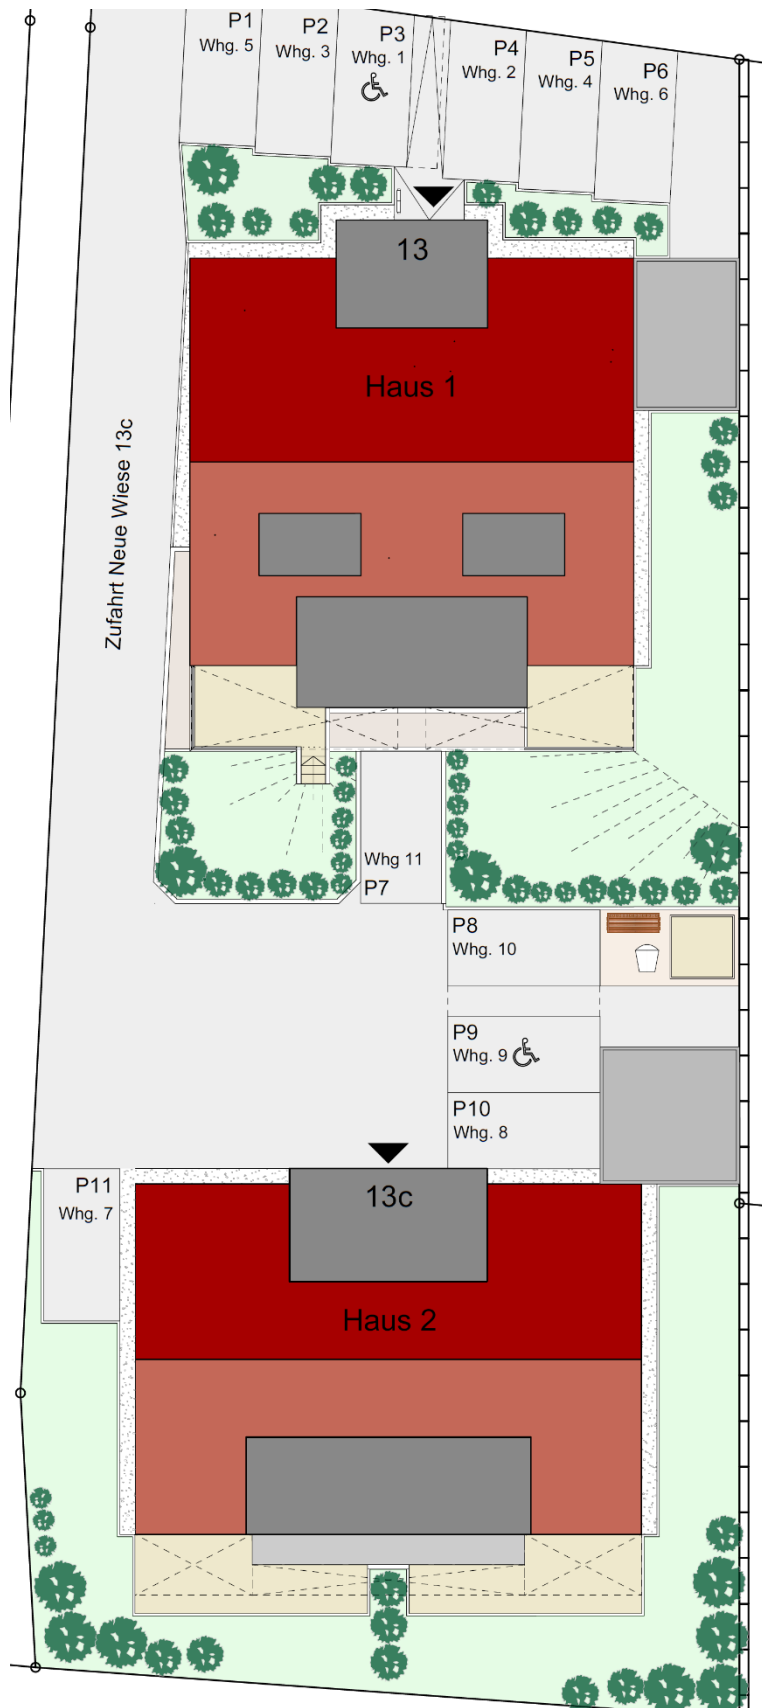 P1
Whg. 5
P2
Whg. 3
P3
Whg. 1
P4
Whg. 2
P5
Whg. 4
P6
Whg. 6
13
Haus 1
Zufahrt Neue Wiese 13c
Whg 11
P7
P8
Whg. 10
P9
Whg. 9
P10
Whg. 8
P11
Whg. 7
13c
Haus 2